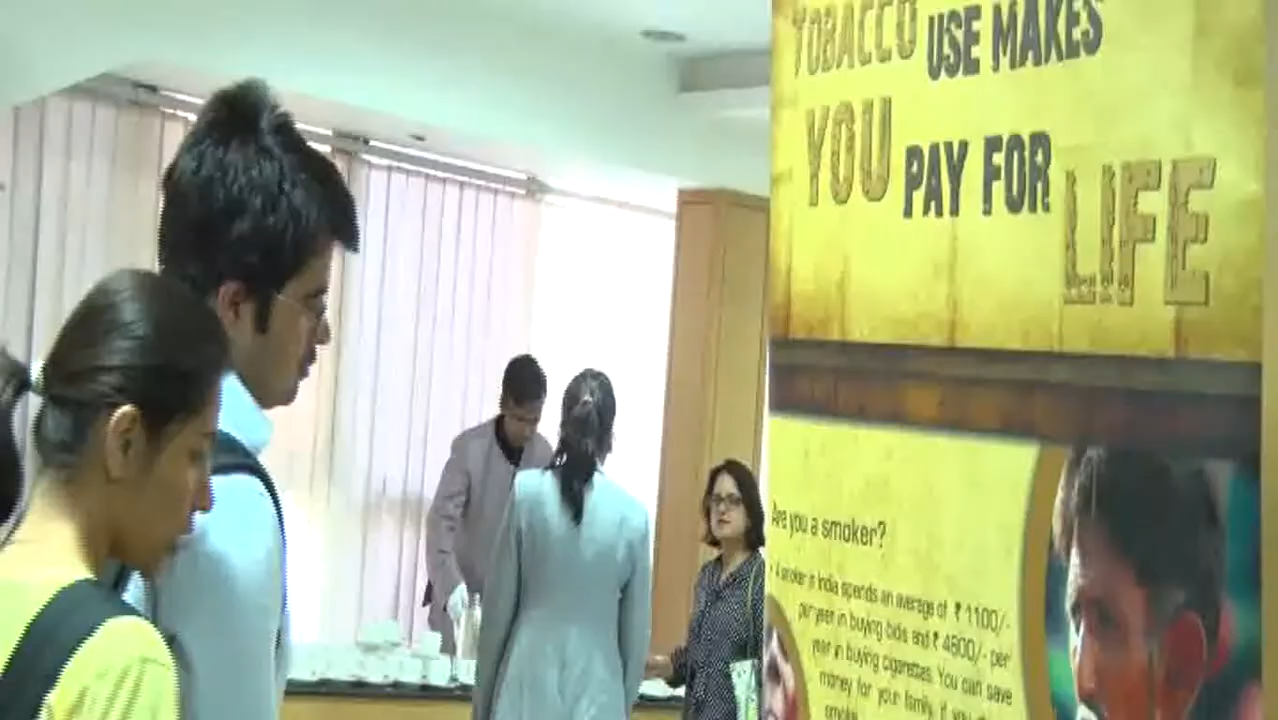 TOBACCO USE MAKES
YOU PAY FOR LIFE
Are you a smoker?
A smoker in India spends an average of ₹ 1100/-
per year in buying bidis and ₹ 4800/- per
year in buying cigarettes. You can save
money for your family, if you
smoke